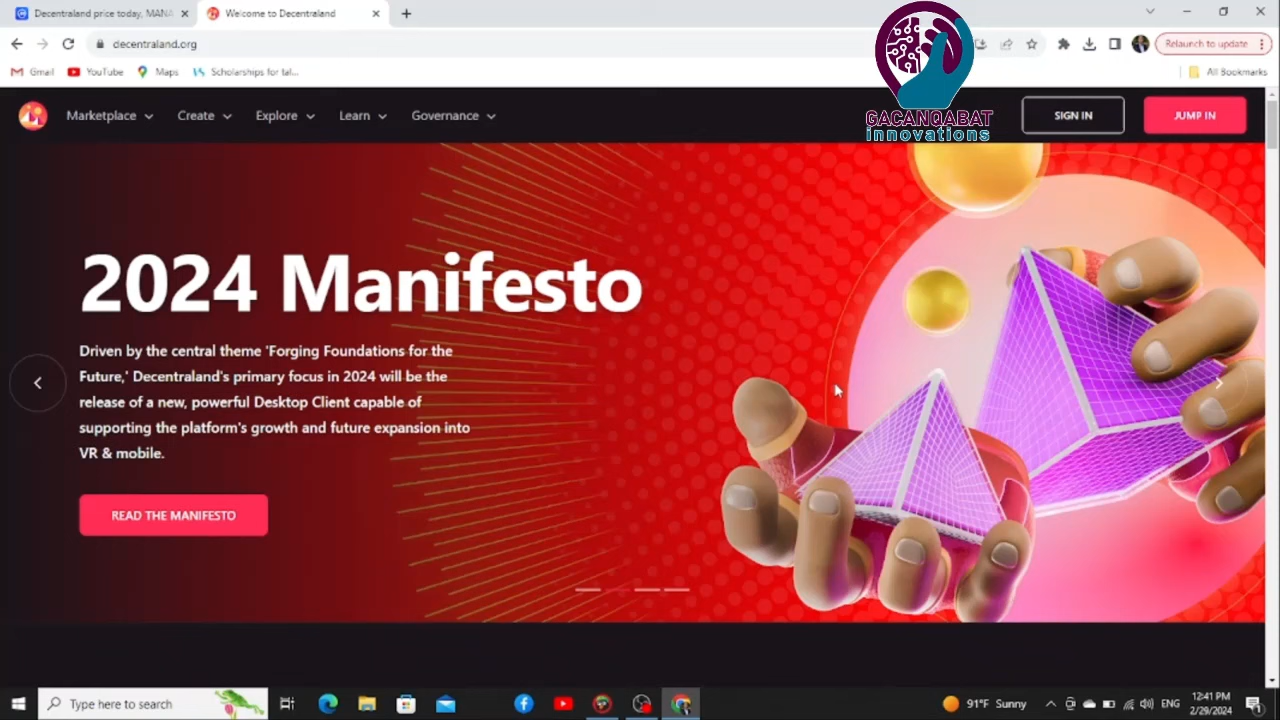 Decentraland price today, MANA
Welcome to Decentraland
decentraland.org
Relaunch to update
Gmail
YouTube
Maps
Scholarships for tal...
All Bookmarks
GACANQABAT
innovations
Marketplace
Create
Explore
Learn
Governance
SIGN IN
JUMP IN
2024 Manifesto
Driven by the central theme 'Forging Foundations for the
Future,' Decentraland's primary focus in 2024 will be the
release of a new, powerful Desktop Client capable of
supporting the platform's growth and future expansion into
VR & mobile.
READ THE MANIFESTO
Type here to search
91°F Sunny
ENG
12:41 PM
2/29/2024